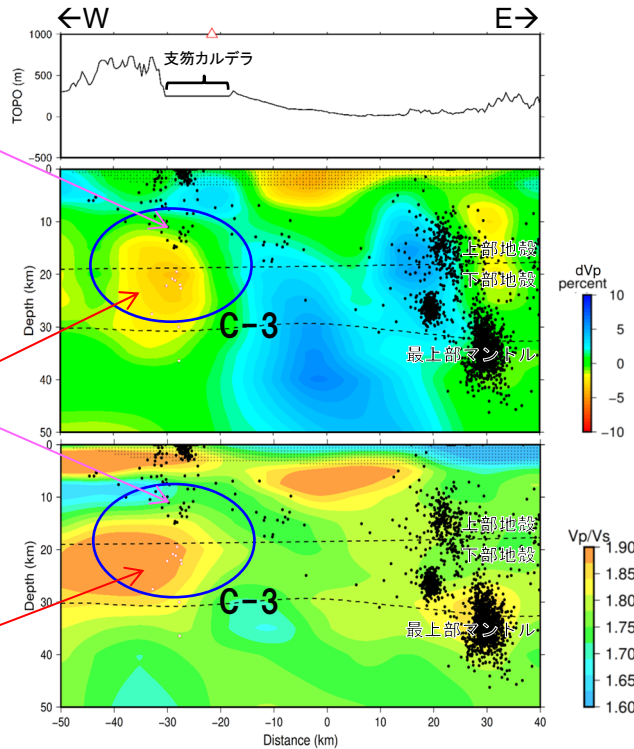 ←W
E→
1000
500
0
−500
TOPO (m)
支笏カルデラ
0
10
20
30
40
50
Depth (km)
上部地殻
下部地殻
C-3
最上部マントル
dVp
percent
10
5
0
−5
−10
0
10
20
30
40
50
Depth (km)
上部地殻
下部地殻
C-3
最上部マントル
Vp/Vs
1.90
1.85
1.80
1.75
1.70
1.65
1.60
−50 −40 −30 −20 −10 0 10 20 30 40
Distance (km)